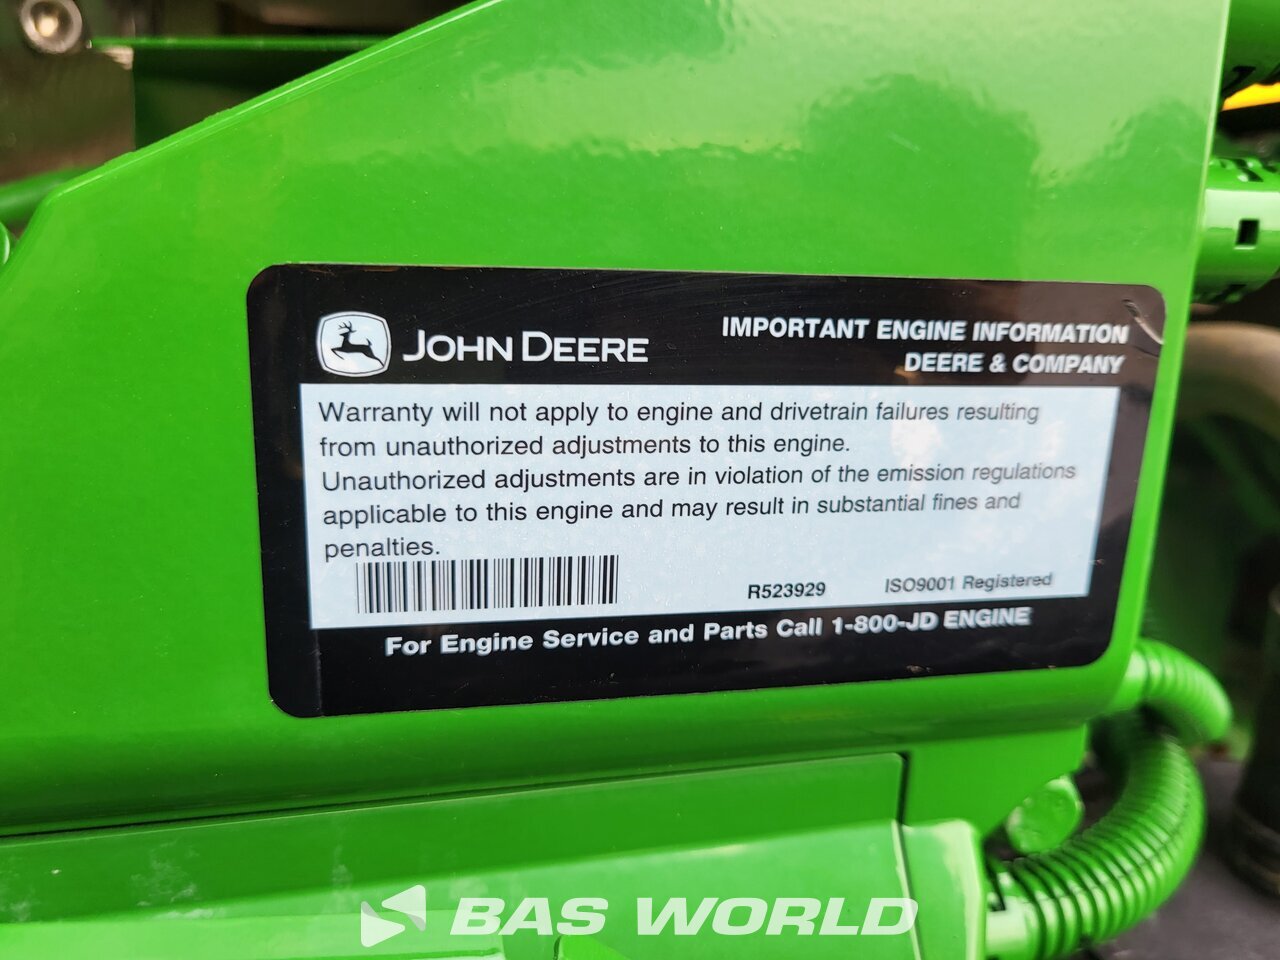 JOHN DEERE
IMPORTANT ENGINE INFORMATION
DEERE & COMPANY
Warranty will not apply to engine and drivetrain failures resulting
from unauthorized adjustments to this engine.
Unauthorized adjustments are in violation of the emission regulations
applicable to this engine and may result in substantial fines and
penalties.
R523929 ISO9001 Registered
For Engine Service and Parts Call 1-800-JD ENGINE
BAS WORLD